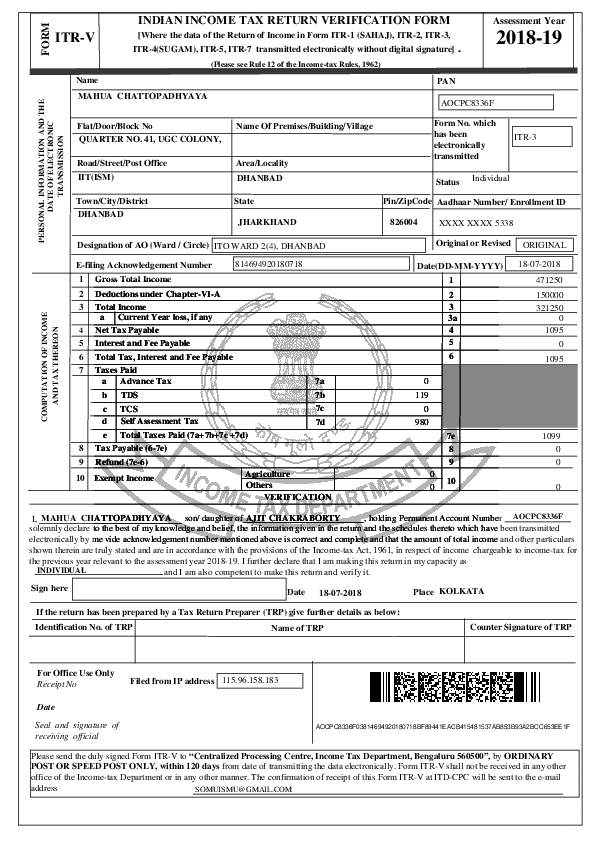 FORM
ITR-V
INDIAN INCOME TAX RETURN VERIFICATION FORM
[Where the data of the Return of Income in Form ITR-1 (SAHAJ), ITR-2, ITR-3,
ITR-4(SUGAM), ITR-5, ITR-7 transmitted electronically without digital signature] .
(Please see Rule 12 of the Income-tax Rules, 1962)
Assessment Year
2018-19
PERSONAL INFORMATION AND THE
DATE OF ELECTRONIC
TRANSMISSION
Name
MAHUA CHATTOPADHYAYA
PAN
AOCPC8336F
Flat/Door/Block No
QUARTER NO. 41, UGC COLONY,
Name Of Premises/Building/Village
Form No. which
has been
electronically
transmitted
ITR-3
Road/Street/Post Office
IIT(ISM)
Area/Locality
DHANBAD
Status Individual
Town/City/District
DHANBAD
State
JHARKHAND
Pin/ZipCode
826004
Aadhaar Number/ Enrollment ID
XXXX XXXX 5338
Designation of AO (Ward / Circle) ITO WARD 2(4), DHANBAD
Original or Revised ORIGINAL
E-filing Acknowledgement Number 814694920180718
Date(DD-MM-YYYY) 18-07-2018
COMPUTATION OF INCOME
AND TAX THEREON
1 Gross Total Income 1 471250
2 Deductions under Chapter-VI-A 2 150000
3 Total Income 3 321250
a Current Year loss, if any 3a 0
4 Net Tax Payable 4 1095
5 Interest and Fee Payable 5 0
6 Total Tax, Interest and Fee Payable 6 1095
7 Taxes Paid
a Advance Tax 7a 0
b TDS 7b 119
c TCS 7c 0
d Self Assessment Tax 7d 980
e Total Taxes Paid (7a+7b+7c +7d) 7e 1099
8 Tax Payable (6-7e) 8 0
9 Refund (7e-6) 9 0
10 Exempt Income Agriculture 0 10
Others 0 0
कोष मूलो दण्डः
INCOME TAX DEPARTMENT
VERIFICATION
I, MAHUA CHATTOPADHYAYA son/ daughter of AJIT CHAKRABORTY , holding Permanent Account Number AOCPC8336F
solemnly declare to the best of my knowledge and belief, the information given in the return and the schedules thereto which have been transmitted
electronically by me vide acknowledgement number mentioned above is correct and complete and that the amount of total income and other particulars
shown therein are truly stated and are in accordance with the provisions of the Income-tax Act, 1961, in respect of income chargeable to income-tax for
the previous year relevant to the assessment year 2018-19. I further declare that I am making this return in my capacity as
INDIVIDUAL and I am also competent to make this return and verify it.
Sign here
Date 18-07-2018
Place KOLKATA
If the return has been prepared by a Tax Return Preparer (TRP) give further details as below:
Identification No. of TRP
Name of TRP
Counter Signature of TRP
For Office Use Only
Receipt No
Filed from IP address 115.96.158.183
Date
Seal and signature of
receiving official
Please send the duly signed Form ITR-V to "Centralized Processing Centre, Income Tax Department, Bengaluru 560500", by ORDINARY
POST OR SPEED POST ONLY, within 120 days from date of transmitting the data electronically. Form ITR-V shall not be received in any other
office of the Income-tax Department or in any other manner. The confirmation of receipt of this Form ITR-V at ITD-CPC will be sent to the e-mail
address SOMUISMU@GMAIL.COM